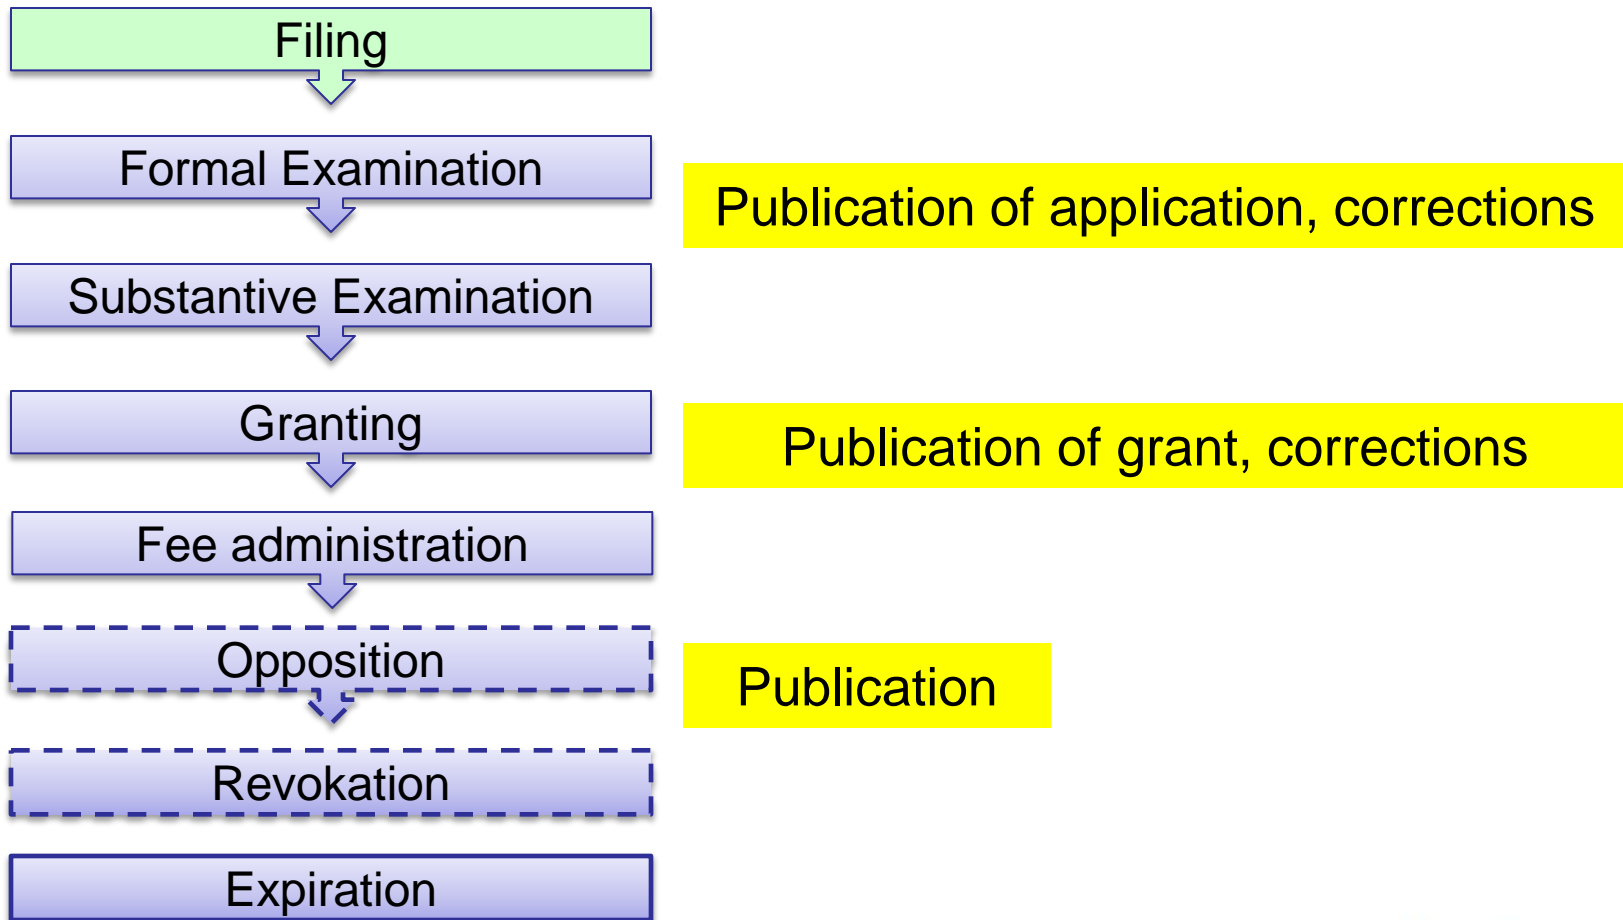 Filing
Formal Examination
Publication of application, corrections
Substantive Examination
Granting
Publication of grant, corrections
Fee administration
Opposition
Publication
Revokation
Expiration